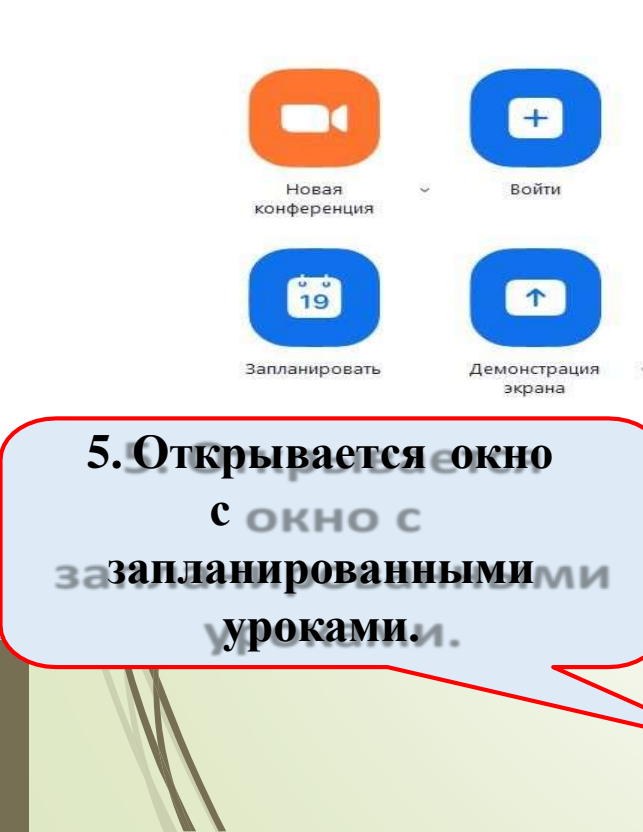 Новая
конференция
Войти
19
Запланировать
Демонстрация
экрана
5. Открывается окно
с
запланированными
уроками.